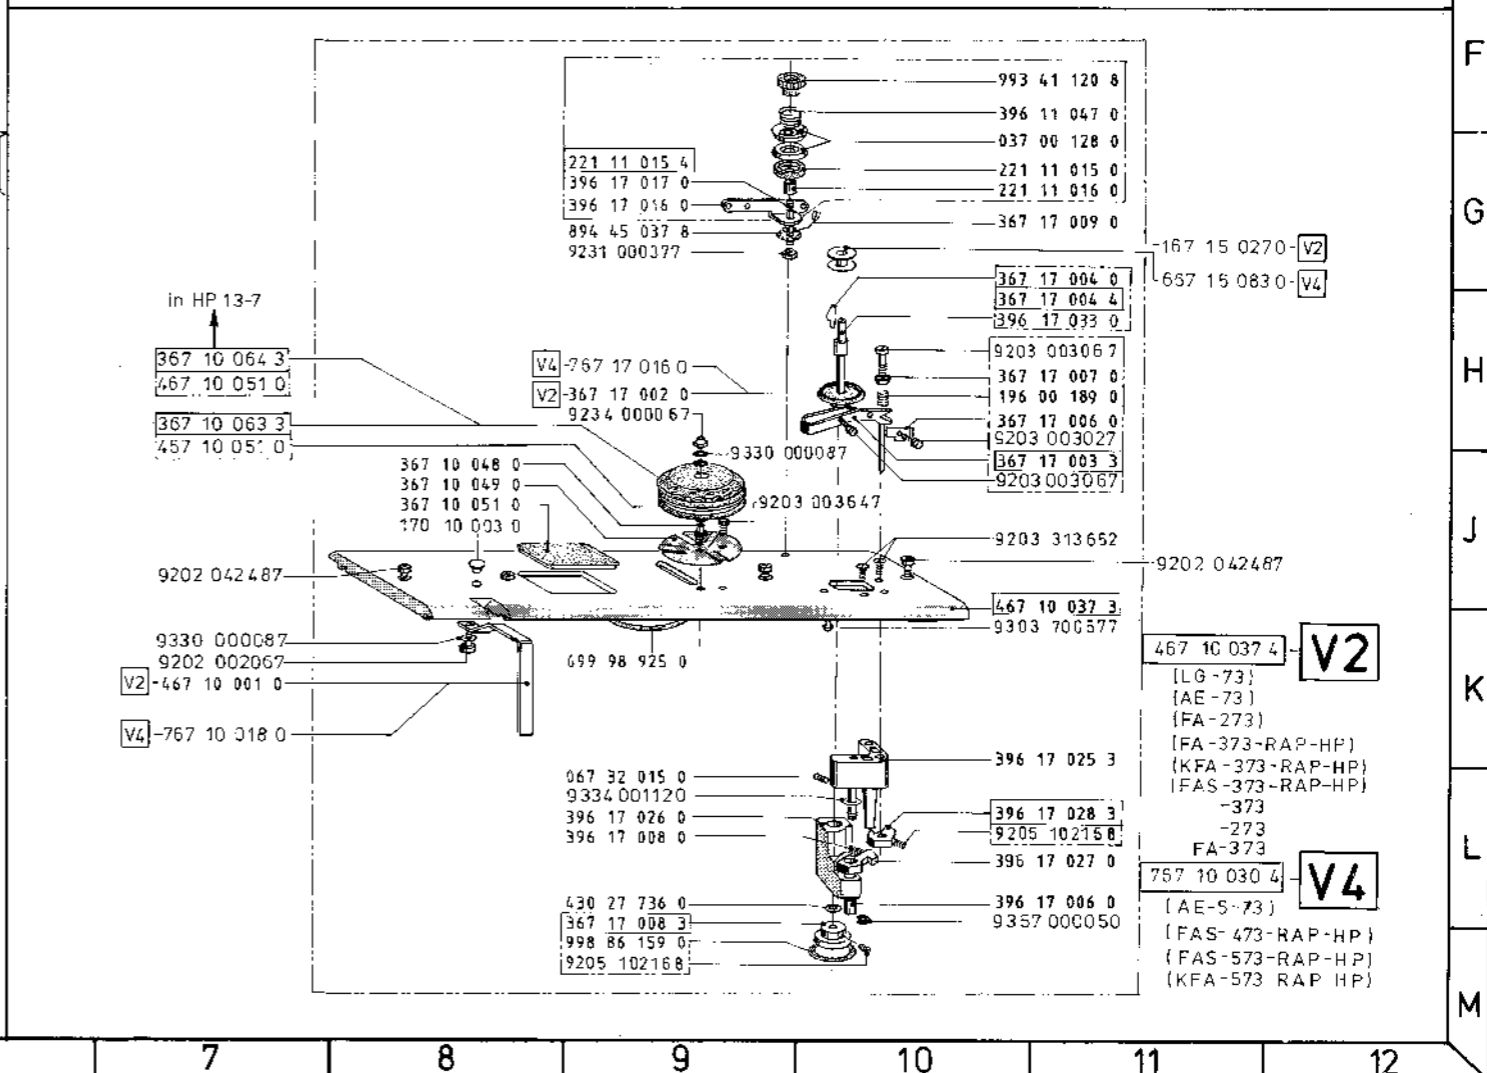 F
993 41 120 8
396 11 047 0
037 00 128 0
221 11 015 4
221 11 015 0
396 17 017 0
221 11 016 0
396 17 016 0
G
367 17 009 0
894 45 037 8
9231 000377
167 15 0270-V2
667 15 0830-V4
367 17 004 0
367 17 004 4
396 17 033 0
in HP 13-7
367 10 064 3
467 10 051 0
9203 003067
V4-767 17 016 0
367 17 007 0
H
V2-367 17 002 0
196 00 189 0
9234 000067
367 17 006 0
367 10 063 3
9203 003027
457 10 051 0
9330 000087
367 17 003 3
367 10 048 0
9203 003067
367 10 049 0
367 10 051 0
9203 003647
170 10 003 0
J
9203 313652
9202 042487
9202 042487
467 10 037 3
9303 700577
9330 000087
467 10 037 4
V2
9202 002067
699 98 925 0
V2-467 10 001 0
(LG-73)
K
(AE-73)
(FA-273)
V4-767 10 018 0
(FA-373-RAP-HP)
396 17 025 3
(KFA-373-RAP-HP)
067 32 015 0
(FAS-373-RAP-HP)
9334 001120
-373
396 17 026 0
396 17 028 3
-273
396 17 008 0
9205 102168
FA-373
L
396 17 027 0
767 10 030 4
V4
430 27 736 0
396 17 006 0
(AE-5-73)
367 17 008 3
9357 000050
(FAS-473-RAP-HP)
998 86 159 0
(FAS-573-RAP-HP)
9205 102168
(KFA-573 RAP HP)
M
7
8
9
10
11
12